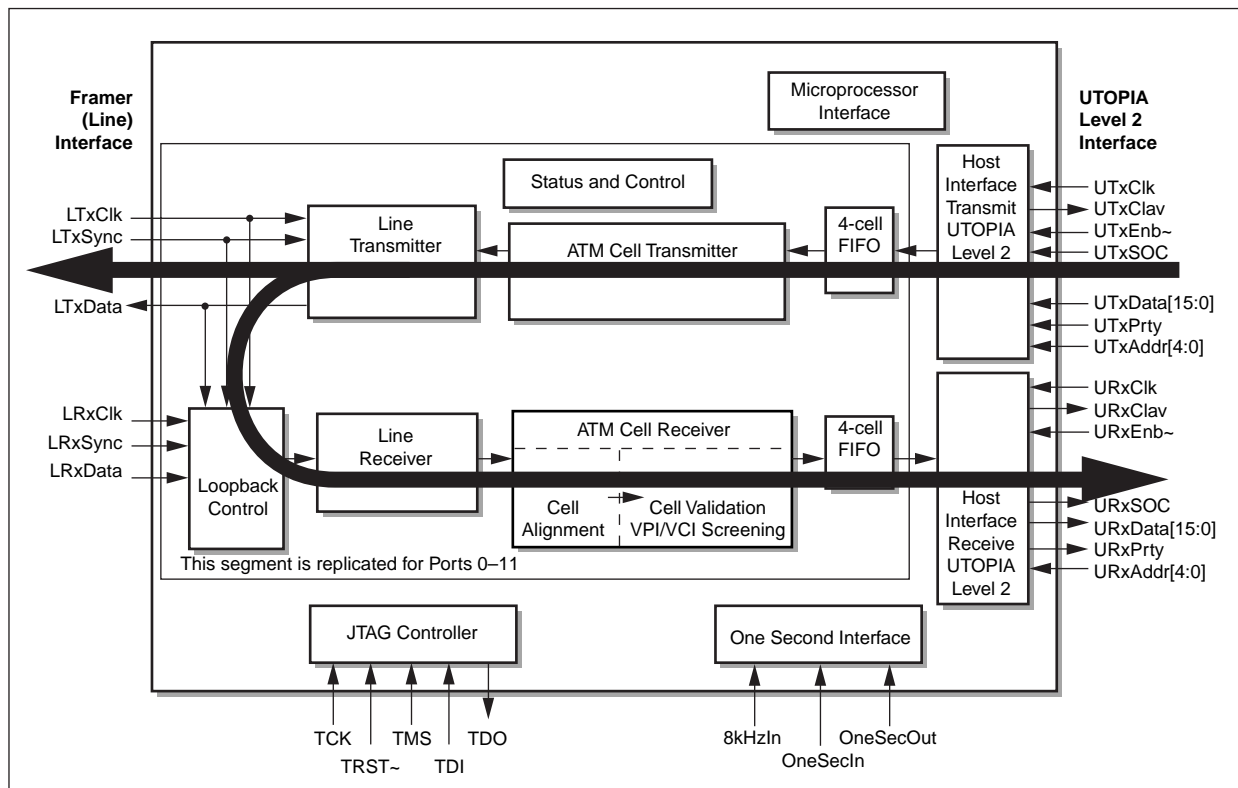 Framer
(Line)
Interface
Microprocessor
Interface
UTOPIA
Level 2
Interface
Status and Control
Host
Interface
Transmit
UTOPIA
Level 2
LTxClk
LTxSync
LTxData
Line
Transmitter
ATM Cell Transmitter
4-cell
FIFO
UTxClk
UTxClav
UTxEnb~
UTxSOC
UTxData[15:0]
UTxPrty
UTxAddr[4:0]
LRxClk
LRxSync
LRxData
Loopback
Control
Line
Receiver
ATM Cell Receiver
Cell
Alignment
Cell Validation
VPI/VCI Screening
4-cell
FIFO
Host
Interface
Receive
UTOPIA
Level 2
URxClk
URxClav
URxEnb~
URxSOC
URxData[15:0]
URxPrty
URxAddr[4:0]
This segment is replicated for Ports 0–11
JTAG Controller
One Second Interface
TCK
TRST~
TMS
TDI
TDO
8kHzIn
OneSecIn
OneSecOut